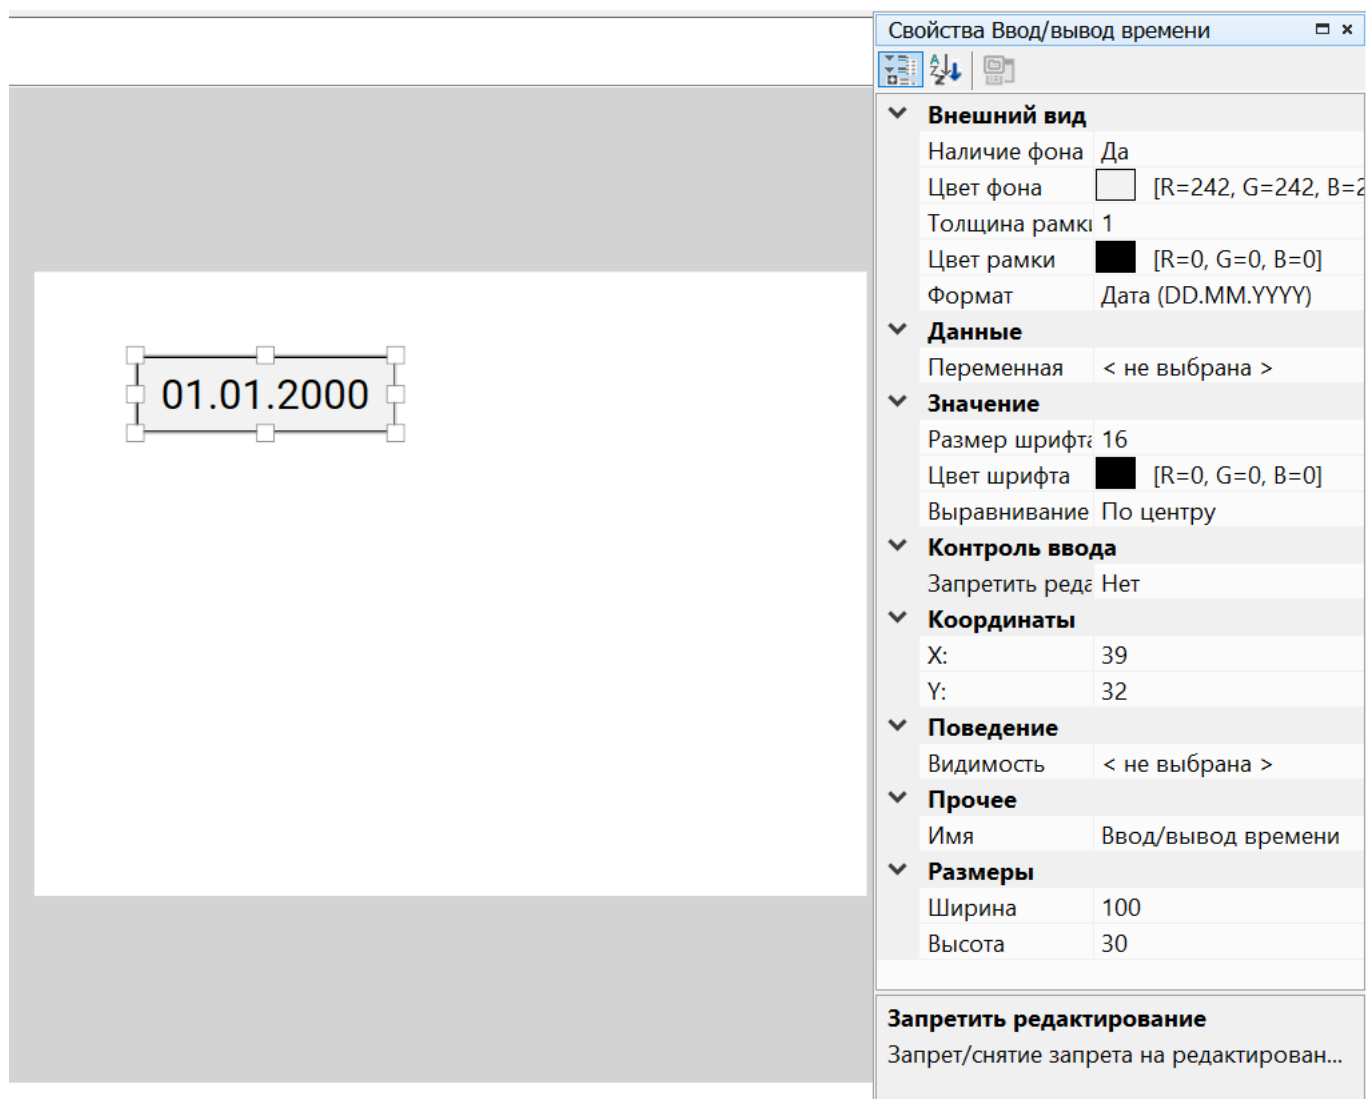 Свойства Ввод/вывод времени
Внешний вид
Наличие фона Да
Цвет фона [R=242, G=242, B=2
Толщина рамки 1
Цвет рамки [R=0, G=0, B=0]
Формат Дата (DD.MM.YYYY)
Данные
Переменная < не выбрана >
Значение
Размер шрифта 16
Цвет шрифта [R=0, G=0, B=0]
Выравнивание По центру
Контроль ввода
Запретить реда Нет
Координаты
X: 39
Y: 32
Поведение
Видимость < не выбрана >
Прочее
Имя Ввод/вывод времени
Размеры
Ширина 100
Высота 30
Запретить редактирование
Запрет/снятие запрета на редактирован...
01.01.2000